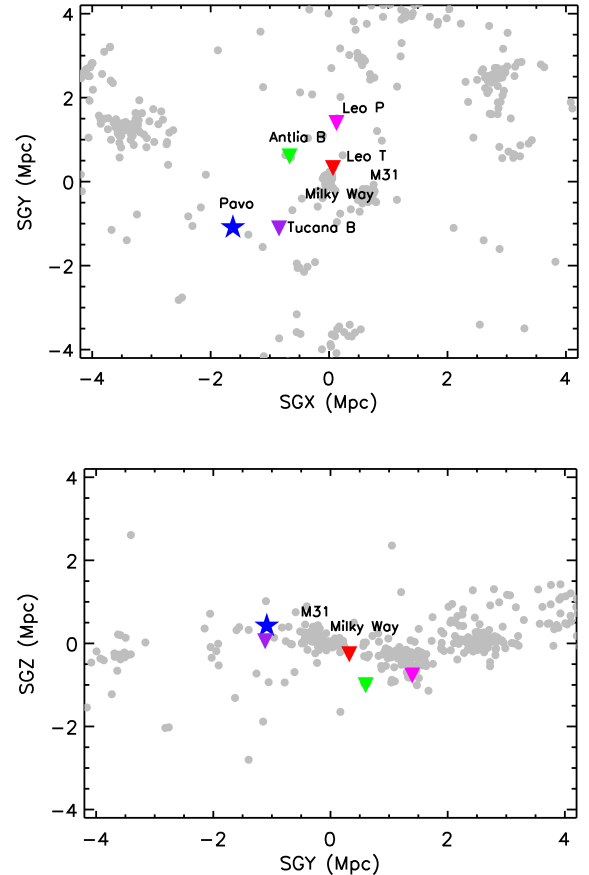 4
2
0
−2
−4
SGY (Mpc)
Leo P
Antlia B
Leo T
M31
Milky Way
Pavo
Tucana B
−4 −2 0 2 4
SGX (Mpc)
4
2
0
−2
−4
SGZ (Mpc)
M31
Milky Way
−4 −2 0 2 4
SGY (Mpc)